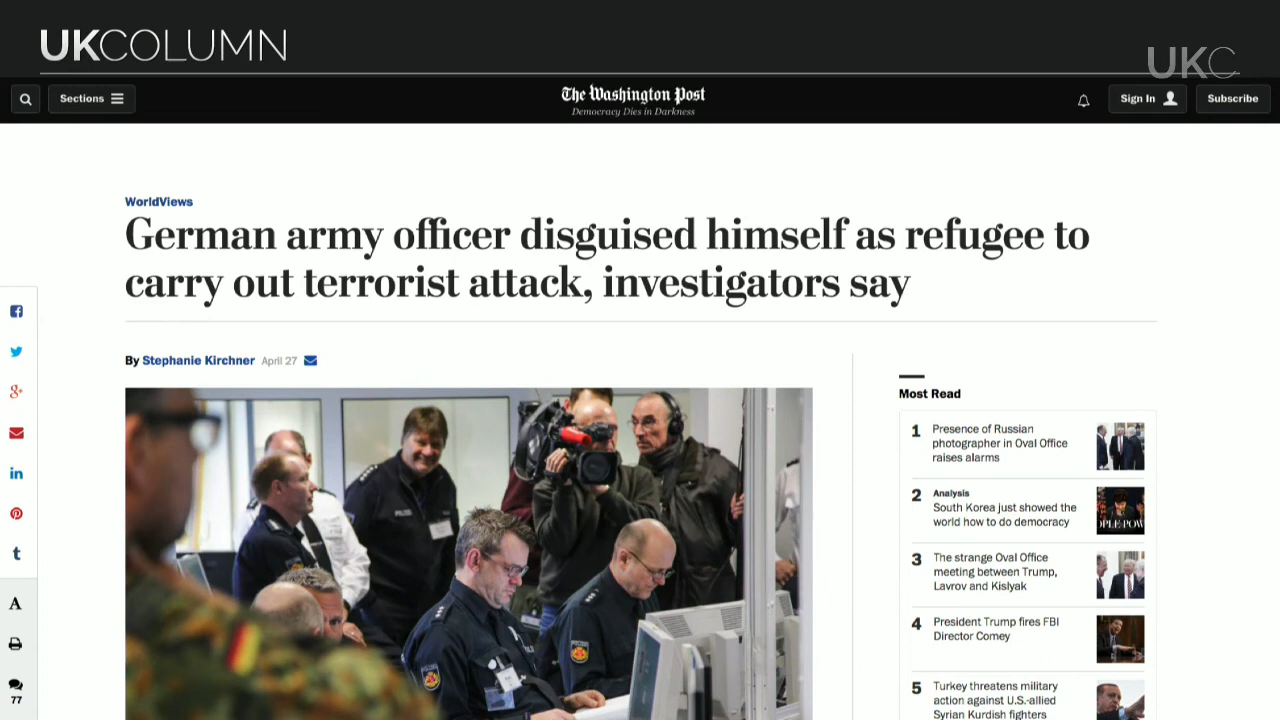 UKCOLUMN
UKC
Sections
The Washington Post
Democracy Dies in Darkness
Sign In
Subscribe
WorldViews
German army officer disguised himself as refugee to
carry out terrorist attack, investigators say
By Stephanie Kirchner April 27
Most Read
1 Presence of Russian
photographer in Oval Office
raises alarms
2 Analysis
South Korea just showed the
world how to do democracy
3 The strange Oval Office
meeting between Trump,
Lavrov and Kislyak
4 President Trump fires FBI
Director Comey
5 Turkey threatens military
action against U.S.-allied
Syrian Kurdish fighters
A
77